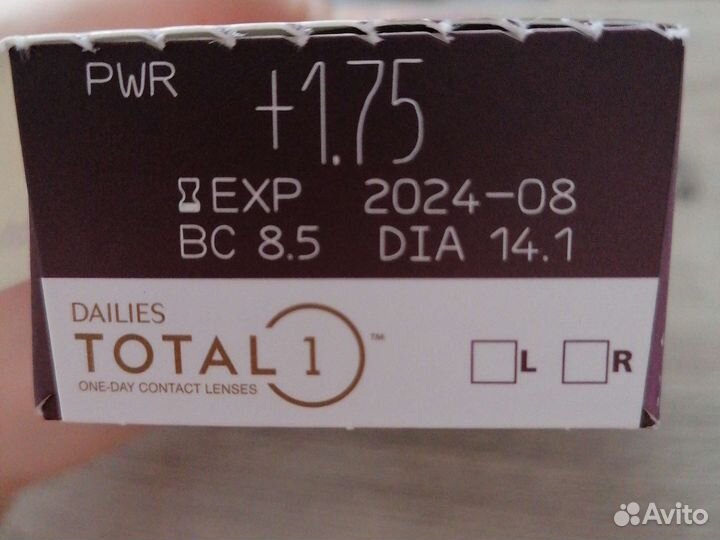 PWR +1.75
EXP 2024-08
BC 8.5 DIA 14.1
DAILIES
TOTAL 1™
ONE-DAY CONTACT LENSES
L R
Avito